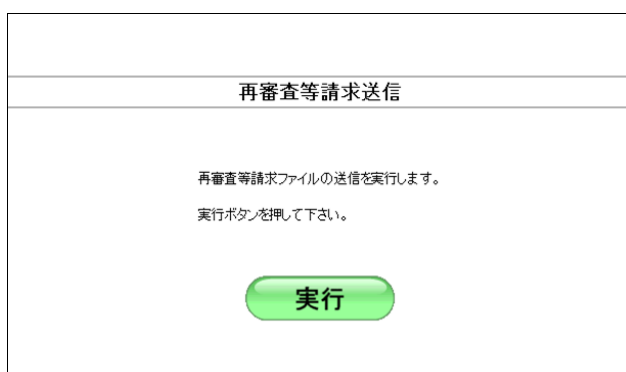 再審査等請求送信
再審査等請求ファイルの送信を実行します。
実行ボタンを押して下さい。
実行